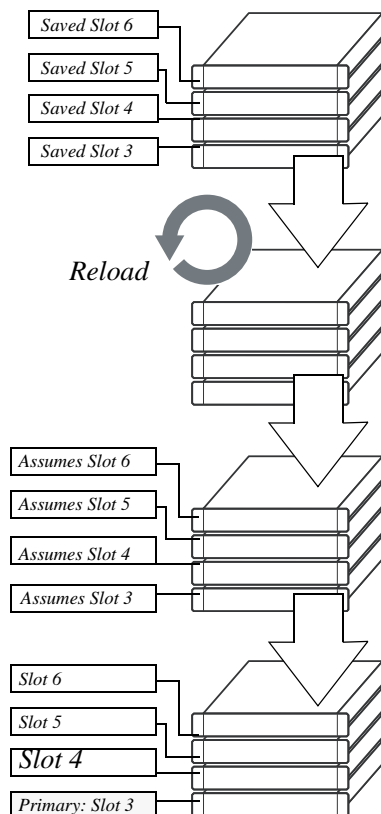 Saved Slot 6
Saved Slot 5
Saved Slot 4
Saved Slot 3
Reload
Assumes Slot 6
Assumes Slot 5
Assumes Slot 4
Assumes Slot 3
Slot 6
Slot 5
Slot 4
Primary: Slot 3